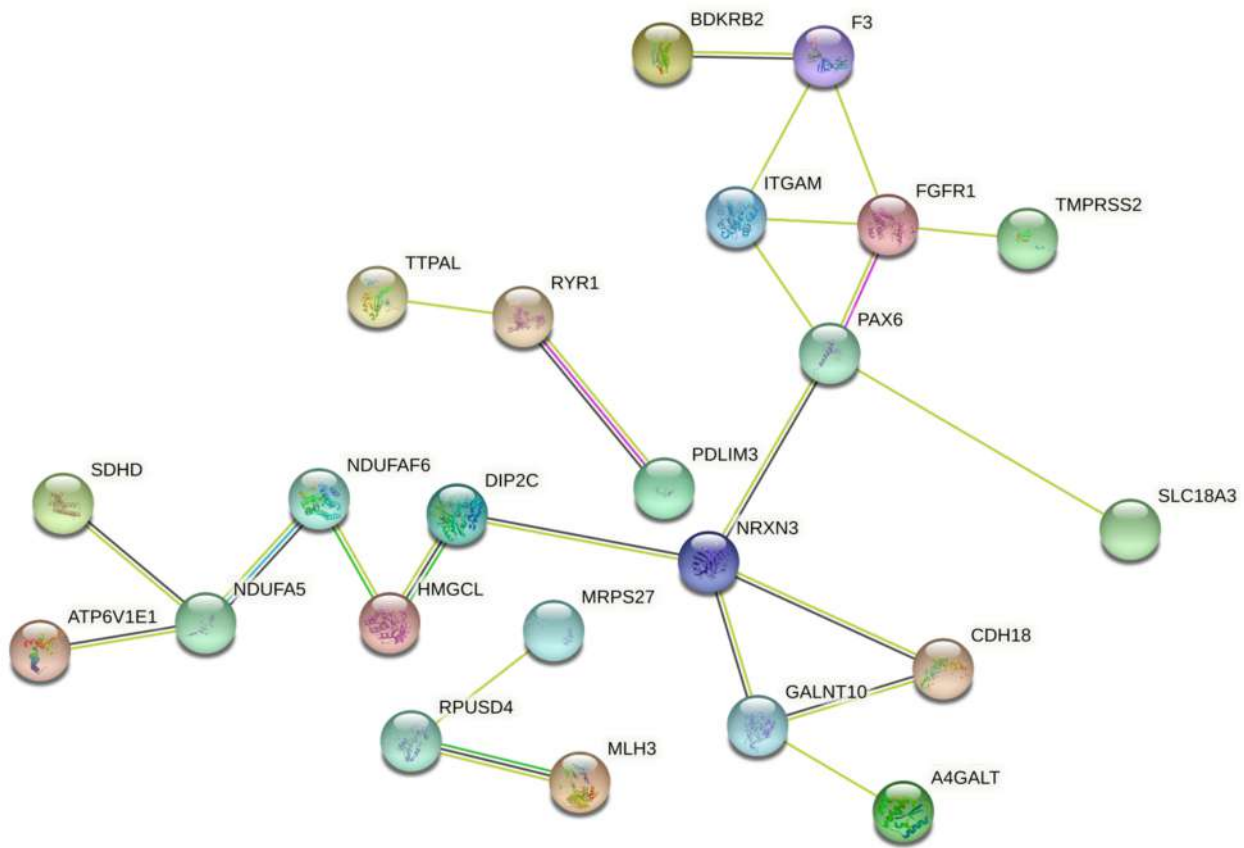 BDKRB2
F3
ITGAM
FGFR1
TMPRSS2
TTPAL
RYR1
PAX6
PDLIM3
SDHD
NDUFAF6
DIP2C
SLC18A3
NRXN3
NDUFA5
HMGCL
MRPS27
ATP6V1E1
CDH18
GALNT10
RPUSD4
MLH3
A4GALT